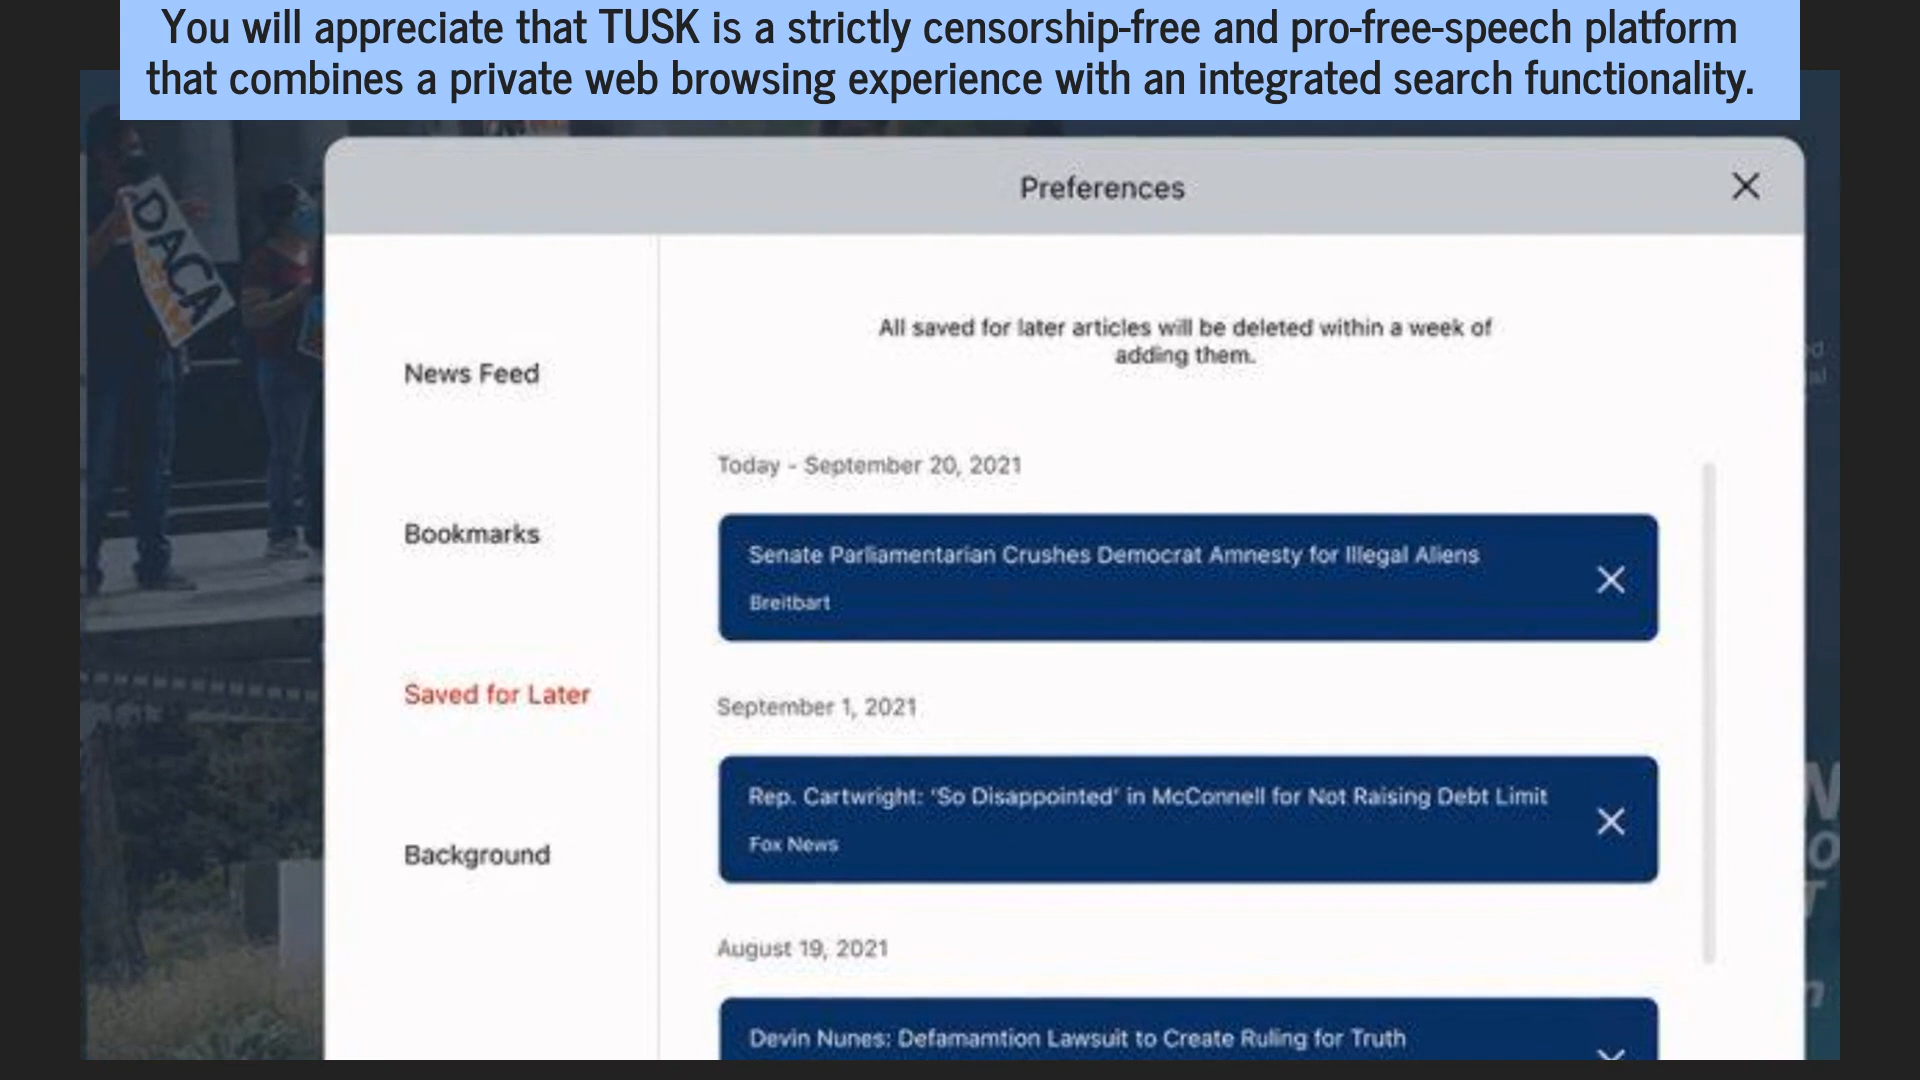 You will appreciate that TUSK is a strictly censorship-free and pro-free-speech platform
that combines a private web browsing experience with an integrated search functionality.
Preferences
DACA
All saved for later articles will be deleted within a week of
adding them.
News Feed
Today - September 20, 2021
Bookmarks
Senate Parliamentarian Crushes Democrat Amnesty for Illegal Aliens
Breitbart
Saved for Later
September 1, 2021
Rep. Cartwright: 'So Disappointed' in McConnell for Not Raising Debt Limit
Fox News
Background
August 19, 2021
Devin Nunes: Defamamtion Lawsuit to Create Ruling for Truth